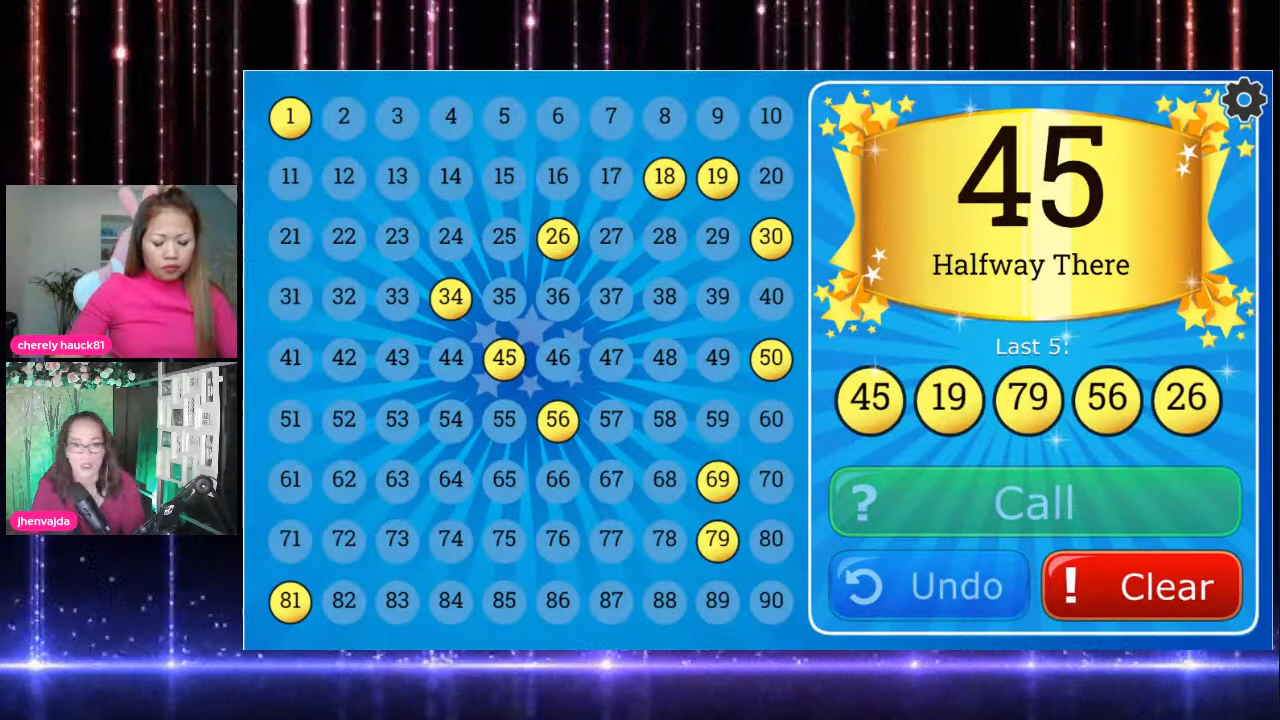 1 2 3 4 5 6 7 8 9 10
11 12 13 14 15 16 17 18 19 20
21 22 23 24 25 26 27 28 29 30
31 32 33 34 35 36 37 38 39 40
41 42 43 44 45 46 47 48 49 50
51 52 53 54 55 56 57 58 59 60
61 62 63 64 65 66 67 68 69 70
71 72 73 74 75 76 77 78 79 80
81 82 83 84 85 86 87 88 89 90
45
Halfway There
Last 5:
45 19 79 56 26
? Call
Undo
! Clear
cherely hauck81
jhenvajda